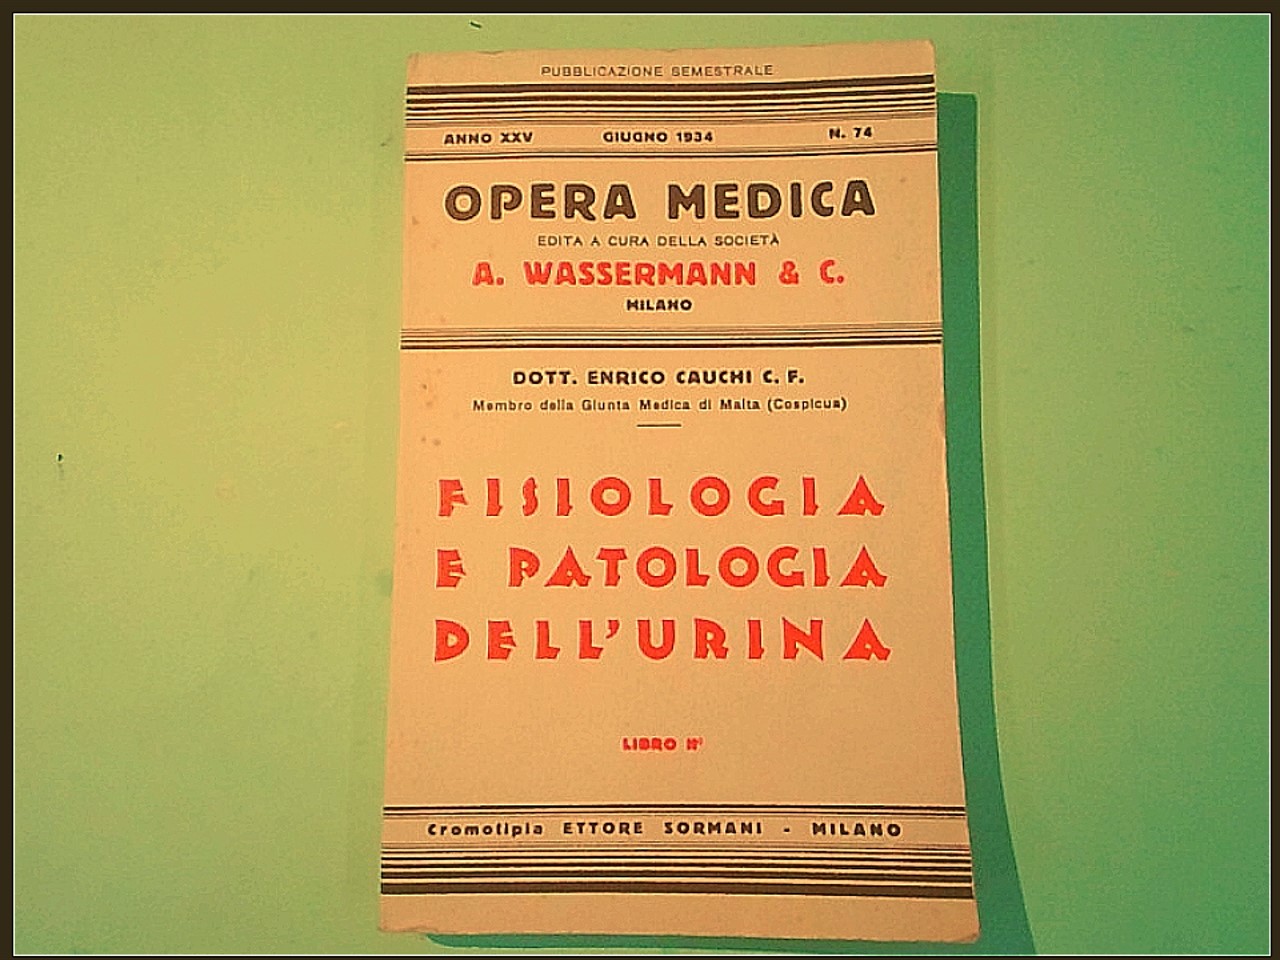 PUBBLICAZIONE SEMESTRALE
ANNO XXV GIUGNO 1934 N. 74
OPERA MEDICA
EDITA A CURA DELLA SOCIETÀ
A. WASSERMANN & C.
MILANO
DOTT. ENRICO CAUCHI C. F.
Membro della Giunta Medica di Malta (Cospicua)
FISIOLOGIA
E PATOLOGIA
DELL'URINA
LIBRO II°
Cromotipia ETTORE SORMANI - MILANO